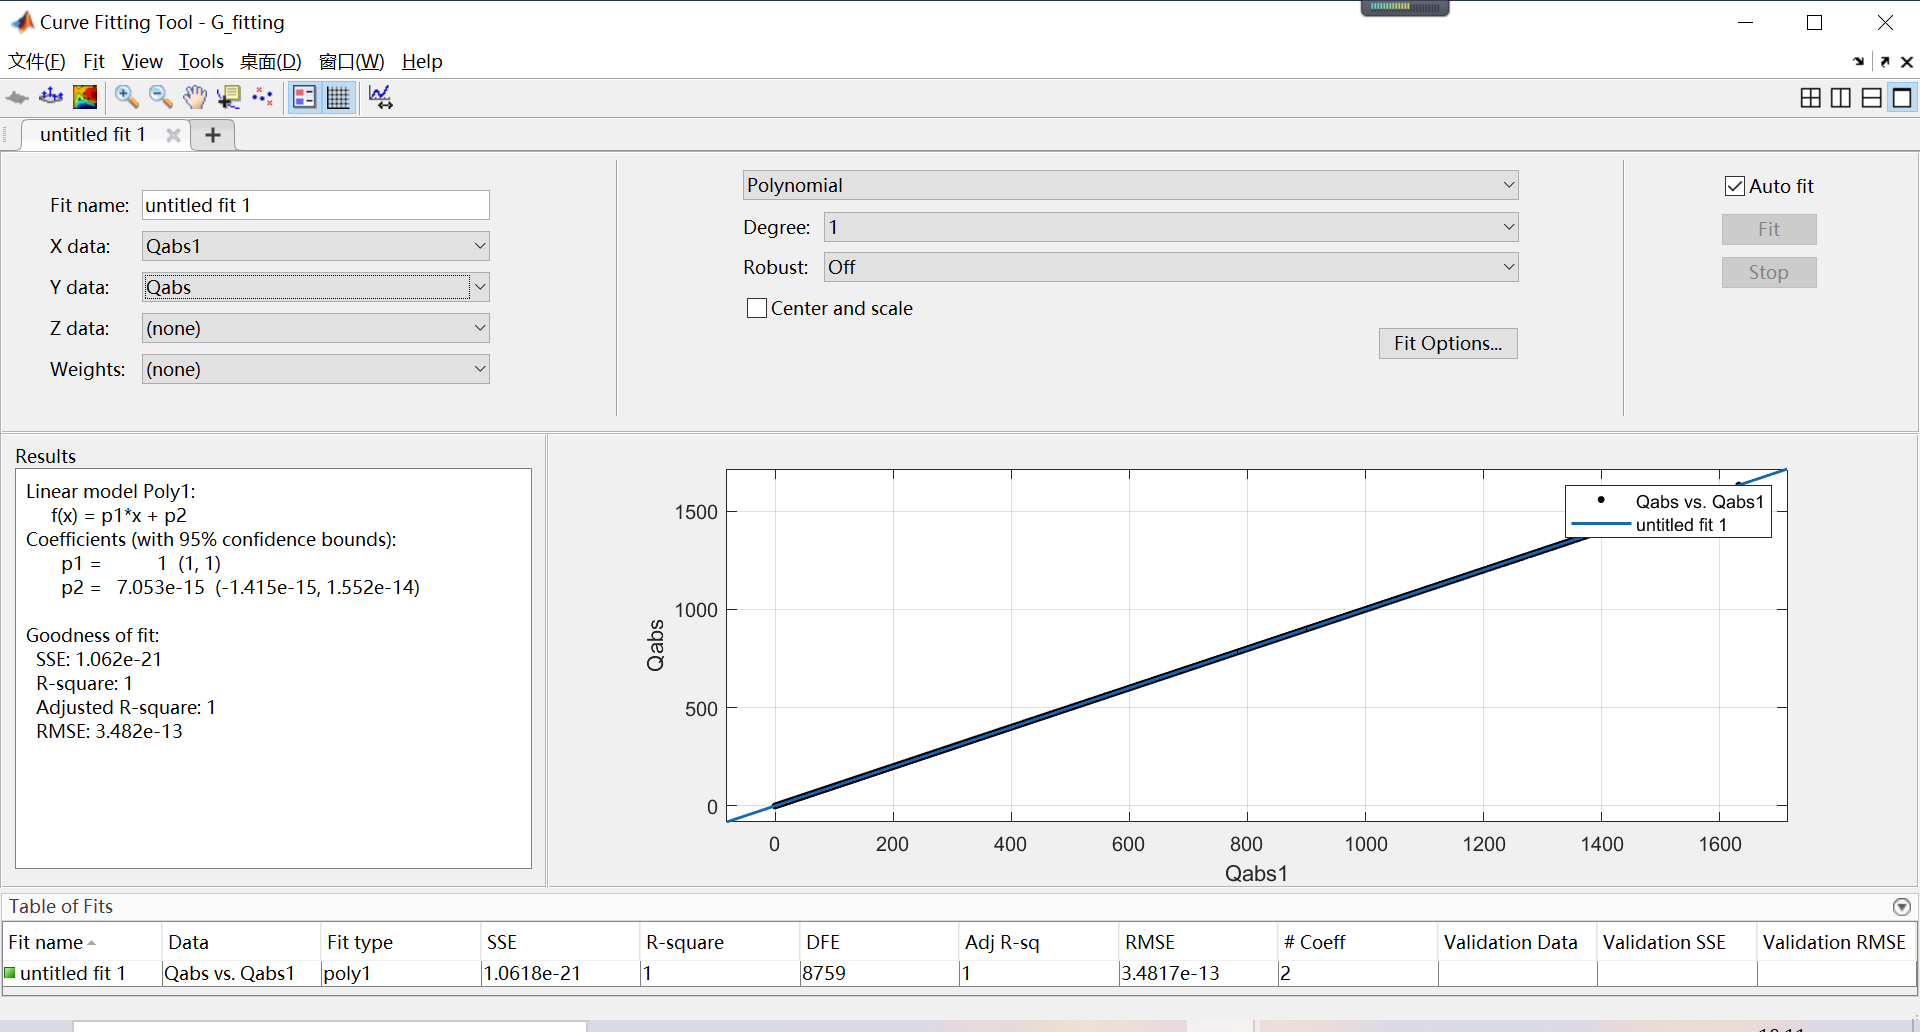 Curve Fitting Tool - G_fitting
文件(F) Fit View Tools 桌面(D) 窗口(W) Help
untitled fit 1
Fit name: untitled fit 1
X data: Qabs1
Y data: Qabs
Z data: (none)
Weights: (none)
Polynomial
Degree: 1
Robust: Off
Center and scale
Fit Options...
Auto fit
Fit
Stop
Results
Linear model Poly1:
f(x) = p1*x + p2
Coefficients (with 95% confidence bounds):
p1 = 1 (1, 1)
p2 = 7.053e-15 (-1.415e-15, 1.552e-14)
Goodness of fit:
SSE: 1.062e-21
R-square: 1
Adjusted R-square: 1
RMSE: 3.482e-13
Qabs vs. Qabs1
untitled fit 1
1500
1000
500
0
Qabs
0 200 400 600 800 1000 1200 1400 1600
Qabs1
Table of Fits
Fit name Data Fit type SSE R-square DFE Adj R-sq RMSE # Coeff Validation Data Validation SSE Validation RMSE
untitled fit 1 Qabs vs. Qabs1 poly1 1.0618e-21 1 8759 1 3.4817e-13 2